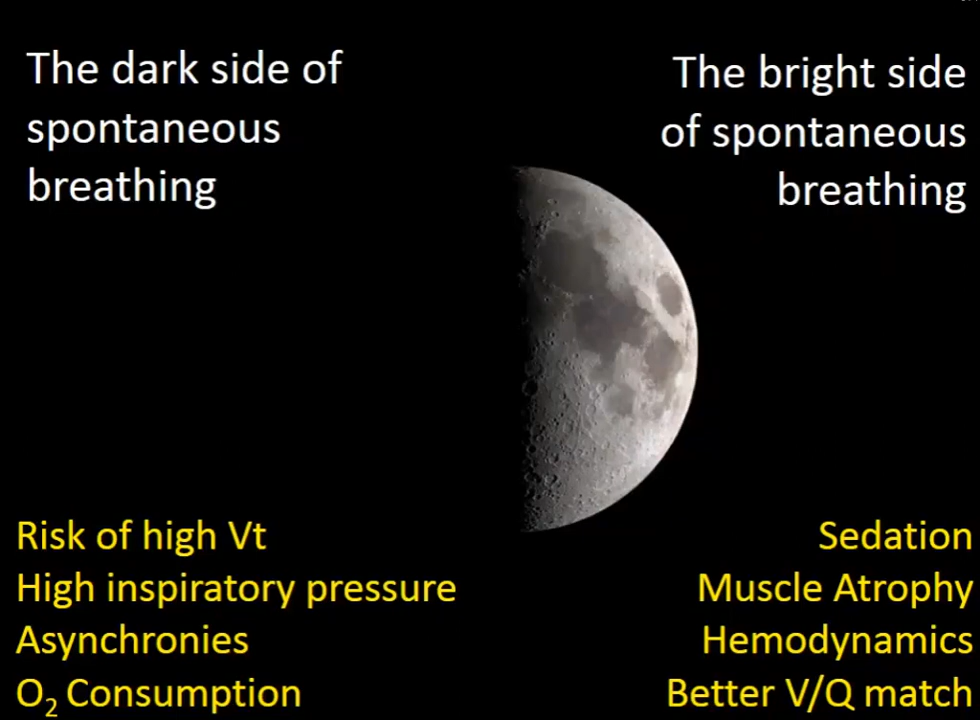 The dark side of
spontaneous
breathing
The bright side
of spontaneous
breathing
Risk of high Vt
High inspiratory pressure
Asynchronies
O₂ Consumption
Sedation
Muscle Atrophy
Hemodynamics
Better V/Q match